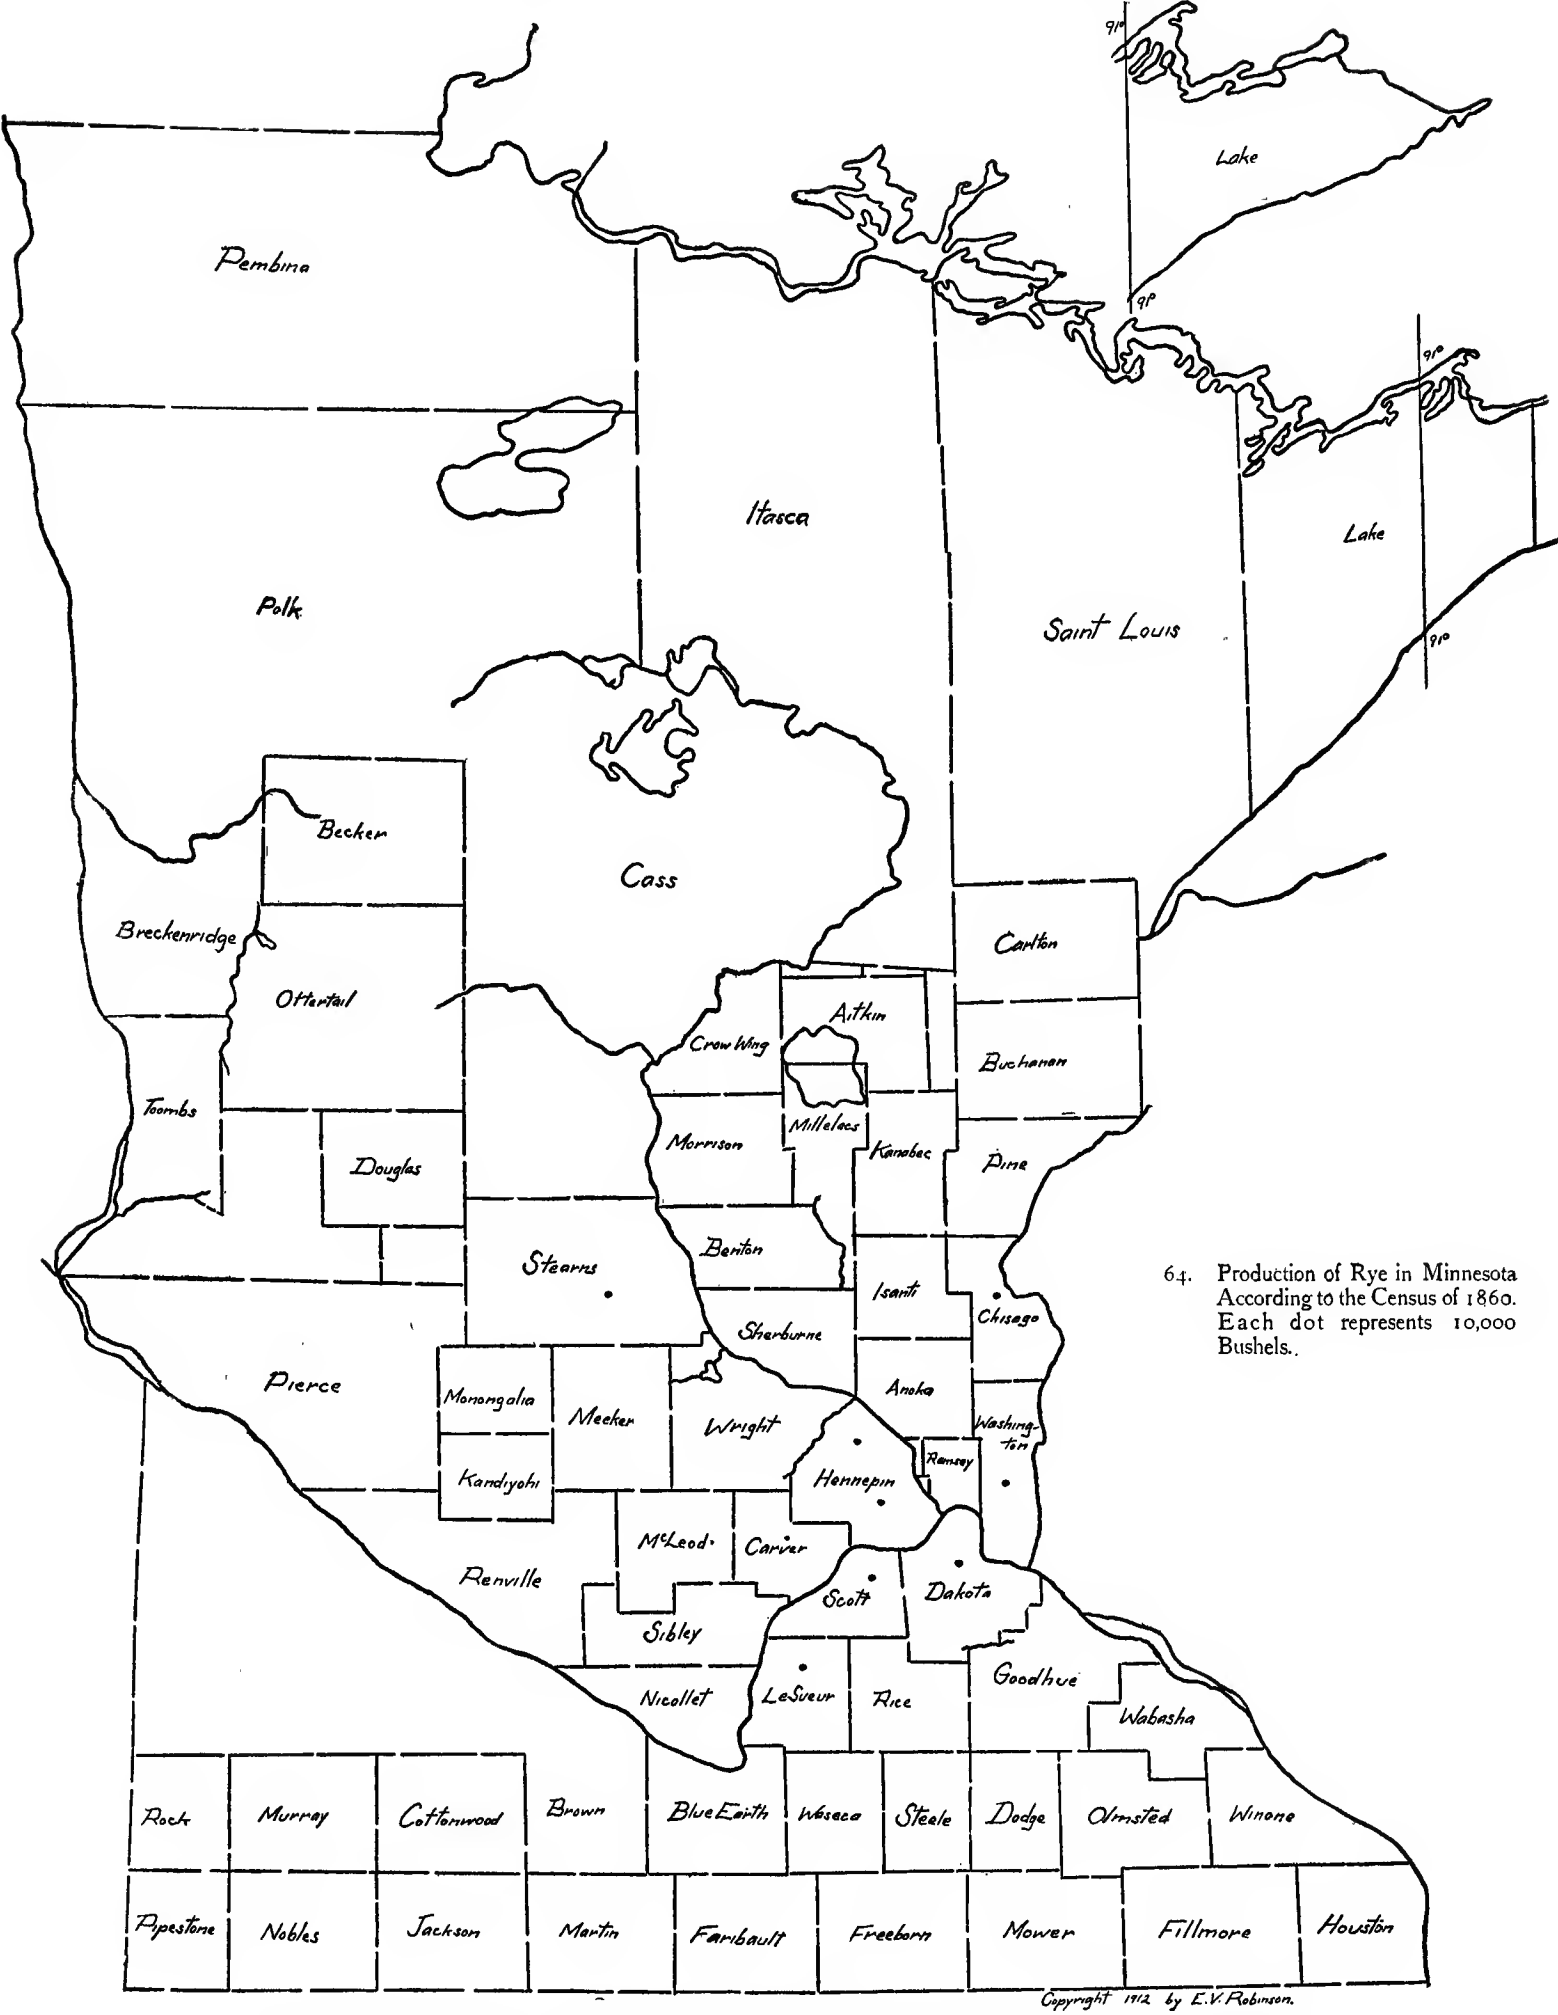 91°
Lake
91°
Pembina
91°
Itasca
Lake
Polk
Saint Louis
91°
Becker
Cass
Breckenridge
Carlton
Ottertail
Aitkin
Crow Wing
Buchanan
Toombs
Millelacs
Morrison
Kanabec
Pine
Douglas
Benton
Stearns
Isanti
Chisago
Sherburne
64. Production of Rye in Minnesota
According to the Census of 1860.
Each dot represents 10,000
Bushels.
Pierce
Monongalia
Meeker
Wright
Anoka
Washing-
ton
Ramsey
Kandiyohi
Hennepin
McLeod
Carver
Renville
Scott
Dakota
Sibley
Nicollet
LeSueur
Rice
Goodhue
Wabasha
Rock
Murray
Cottonwood
Brown
Blue Earth
Waseca
Steele
Dodge
Olmsted
Winona
Pipestone
Nobles
Jackson
Martin
Faribault
Freeborn
Mower
Fillmore
Houston
Copyright 1912 by E.V. Robinson.